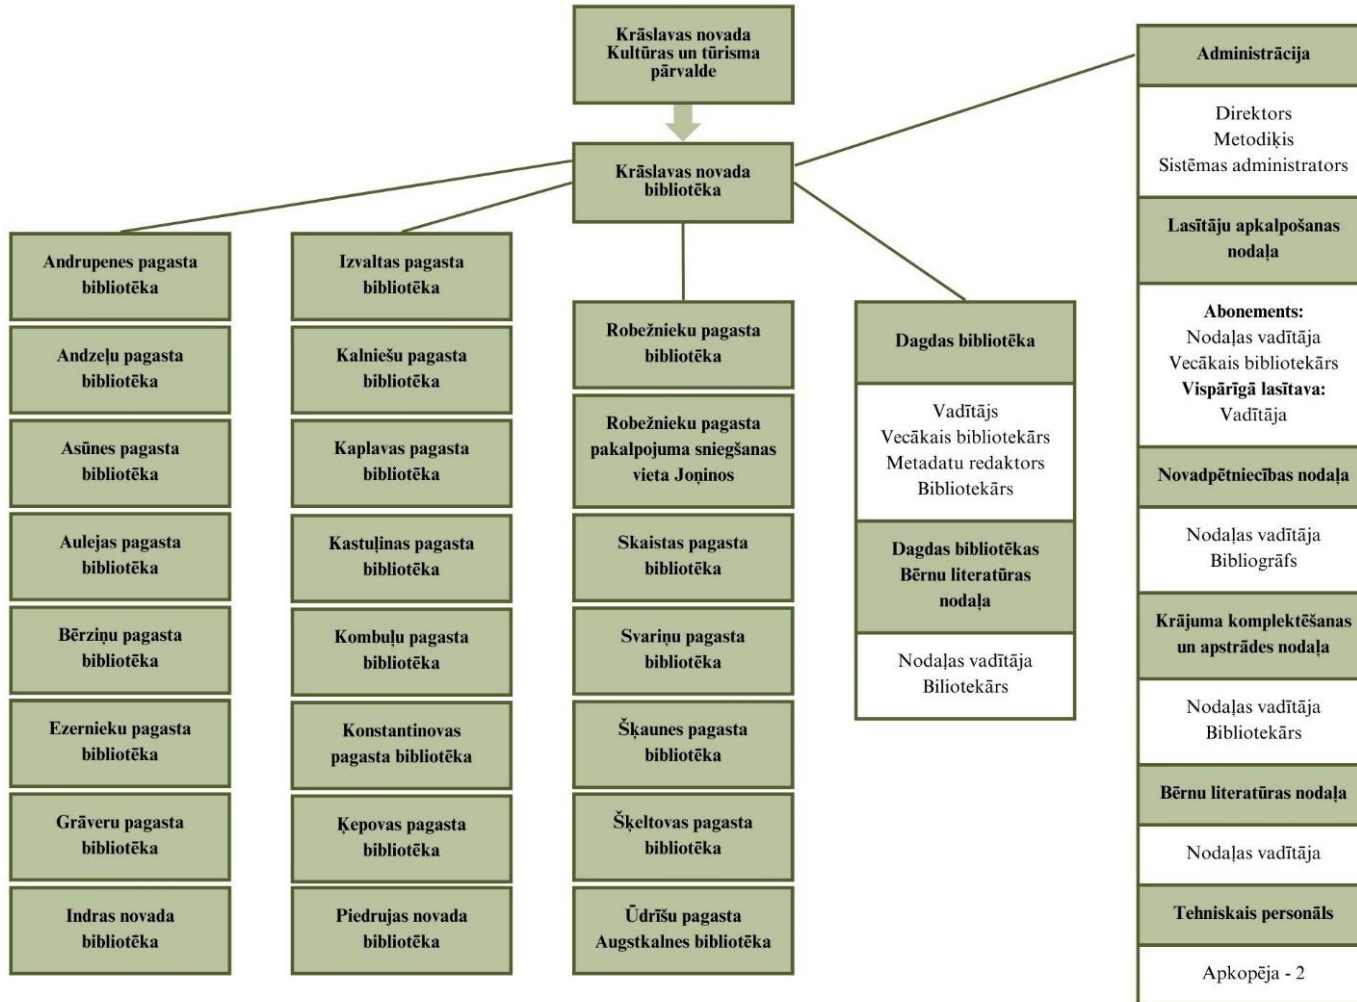 Krāslavas novada
Kultūras un tūrisma
pārvalde
Krāslavas novada
bibliotēka
Andrupenes pagasta
bibliotēka
Andzeļu pagasta
bibliotēka
Asūnes pagasta
bibliotēka
Aulejas pagasta
bibliotēka
Bērziņu pagasta
bibliotēka
Ezernieku pagasta
bibliotēka
Grāveru pagasta
bibliotēka
Indras novada
bibliotēka
Izvaltas pagasta
bibliotēka
Kalniešu pagasta
bibliotēka
Kaplavas pagasta
bibliotēka
Kastuļinas pagasta
bibliotēka
Kombuļu pagasta
bibliotēka
Konstantinovas
pagasta bibliotēka
Ķepovas pagasta
bibliotēka
Piedrujas novada
bibliotēka
Robežnieku pagasta
bibliotēka
Robežnieku pagasta
pakalpojuma sniegšanas
vieta Joņinos
Skaistas pagasta
bibliotēka
Svariņu pagasta
bibliotēka
Šķaunes pagasta
bibliotēka
Šķeltovas pagasta
bibliotēka
Ūdrīšu pagasta
Augstkalnes bibliotēka
Dagdas bibliotēka
Vadītājs
Vecākais bibliotekārs
Metadatu redaktors
Bibliotekārs
Dagdas bibliotēkas
Bērnu literatūras
nodaļa
Nodaļas vadītāja
Biliotekārs
Administrācija
Direktors
Metodiķis
Sistēmas administrators
Lasītāju apkalpošanas
nodaļa
Abonements:
Nodaļas vadītāja
Vecākais bibliotekārs
Vispārīgā lasītava:
Vadītāja
Novadpētniecības nodaļa
Nodaļas vadītāja
Bibliogrāfs
Krājuma komplektēšanas
un apstrādes nodaļa
Nodaļas vadītāja
Bibliotekārs
Bērnu literatūras nodaļa
Nodaļas vadītāja
Tehniskais personāls
Apkopēja - 2